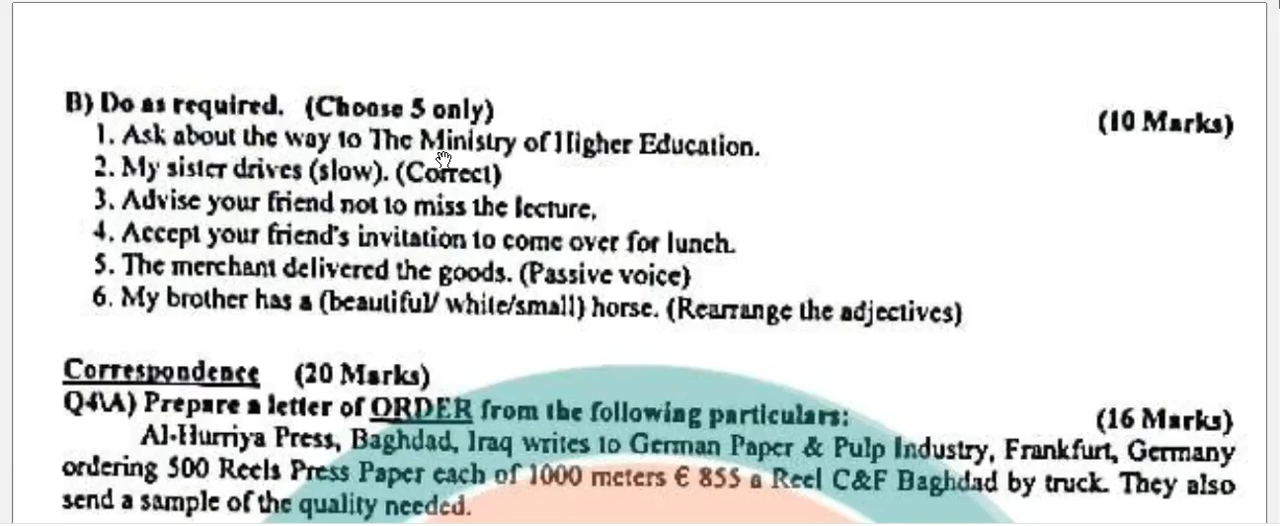 B) Do as required. (Choose 5 only) (10 Marks)
1. Ask about the way to The Ministry of Higher Education.
2. My sister drives (slow). (Correct)
3. Advise your friend not to miss the lecture.
4. Accept your friend's invitation to come over for lunch.
5. The merchant delivered the goods. (Passive voice)
6. My brother has a (beautiful/ white/small) horse. (Rearrange the adjectives)
Correspondence (20 Marks)
Q4\A) Prepare a letter of ORDER from the following particulars: (16 Marks)
Al-Hurriya Press, Baghdad, Iraq writes to German Paper & Pulp Industry, Frankfurt, Germany
ordering 500 Reels Press Paper each of 1000 meters € 855 a Reel C&F Baghdad by truck. They also
send a sample of the quality needed.